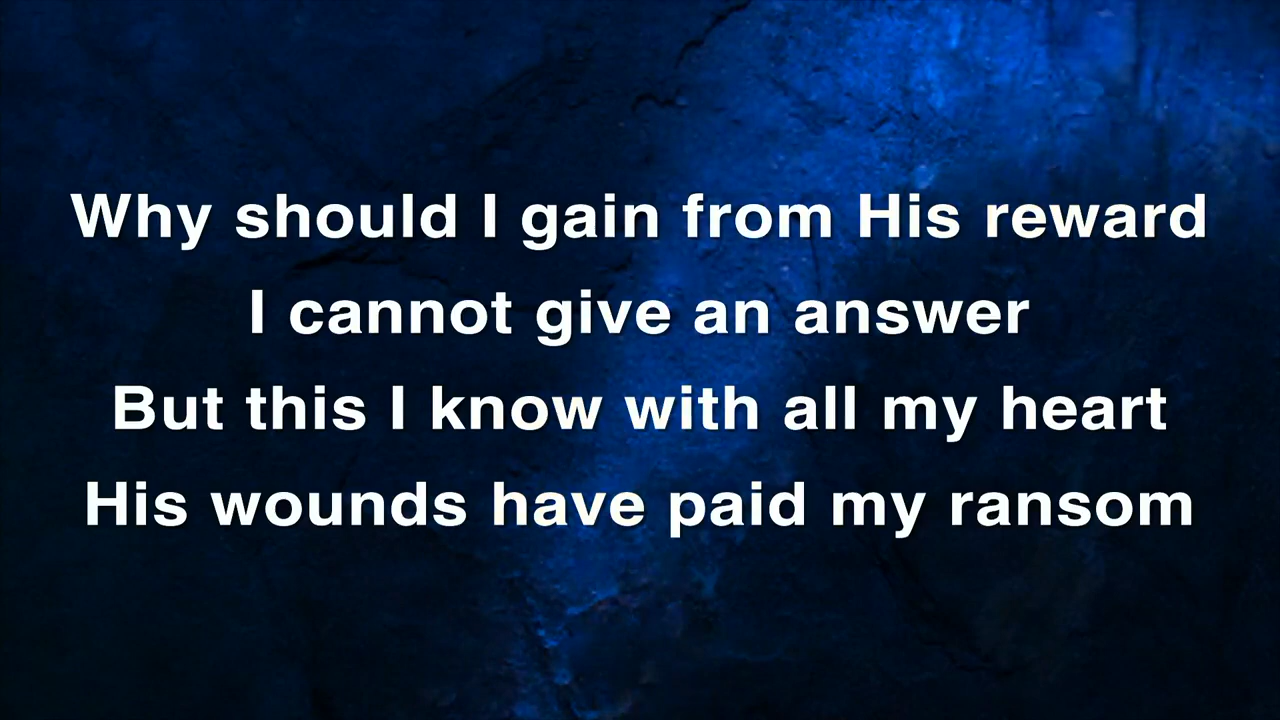 Why should I gain from His reward
I cannot give an answer
But this I know with all my heart
His wounds have paid my ransom